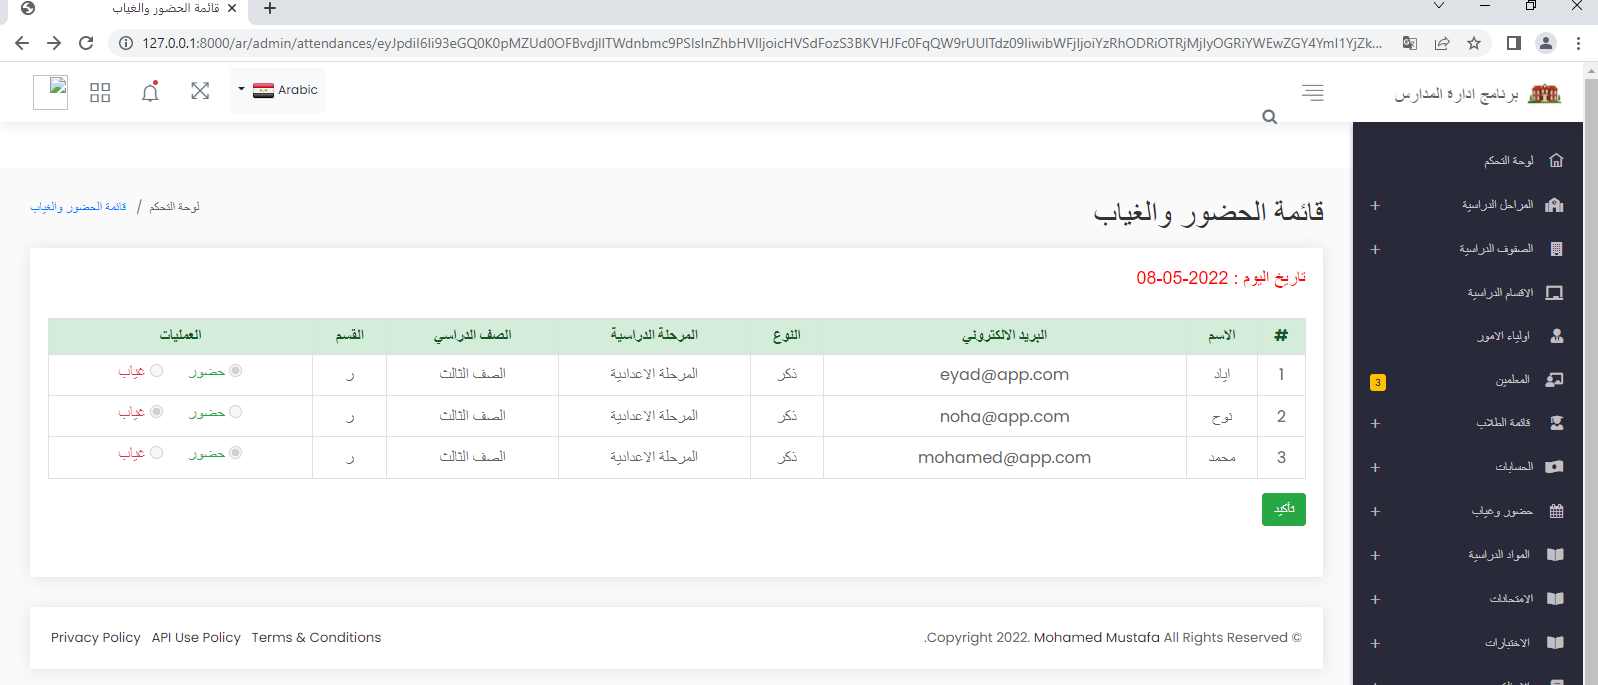 قائمة الحضور والغياب
127.0.0.1:8000/ar/admin/attendances/
Arabic
برنامج ادارة المدارس
لوحة التحكم
المراحل الدراسية
الصفوف الدراسية
الاقسام الدراسية
اولياء الامور
المعلمين
3
قائمة الطلاب
الحسابات
حضور وغياب
المواد الدراسية
الامتحانات
الاختبارات
قائمة الحضور والغياب
لوحة التحكم / قائمة الحضور والغياب
تاريخ اليوم : 2022-05-08
# الاسم البريد الالكتروني النوع المرحلة الدراسية الصف الدراسي القسم العمليات
1 اياد eyad@app.com ذكر المرحلة الاعدادية الصف الثالث ر حضور غياب
2 نوح noha@app.com ذكر المرحلة الاعدادية الصف الثالث ر حضور غياب
3 محمد mohamed@app.com ذكر المرحلة الاعدادية الصف الثالث ر حضور غياب
تأكيد
.Copyright 2022. Mohamed Mustafa All Rights Reserved ©
Privacy Policy API Use Policy Terms & Conditions